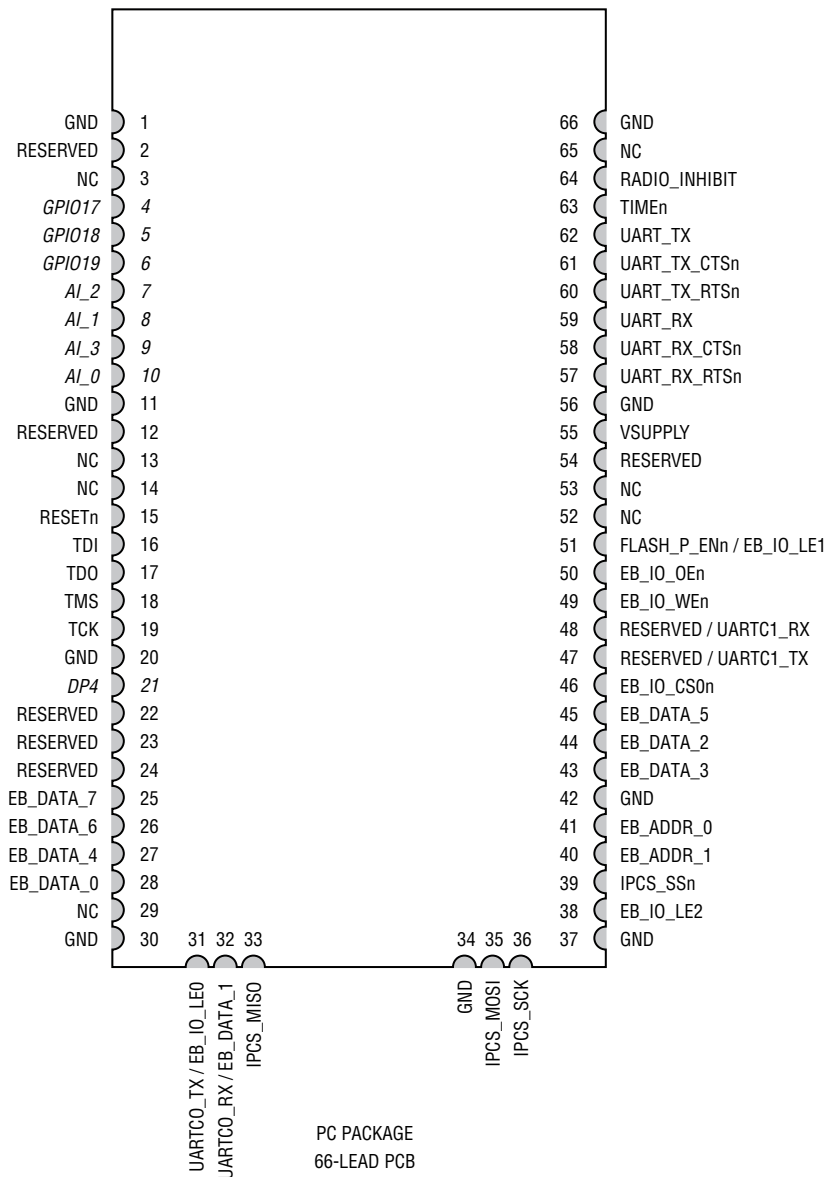 GND 1
RESERVED 2
NC 3
GPIO17 4
GPIO18 5
GPIO19 6
AI_2 7
AI_1 8
AI_3 9
AI_0 10
GND 11
RESERVED 12
NC 13
NC 14
RESETn 15
TDI 16
TDO 17
TMS 18
TCK 19
GND 20
DP4 21
RESERVED 22
RESERVED 23
RESERVED 24
EB_DATA_7 25
EB_DATA_6 26
EB_DATA_4 27
EB_DATA_0 28
NC 29
GND 30
31 UARTC0_TX / EB_IO_LE0
32 UARTC0_RX / EB_DATA_1
33 IPCS_MISO
34 GND
35 IPCS_MOSI
36 IPCS_SCK
66 GND
65 NC
64 RADIO_INHIBIT
63 TIMEn
62 UART_TX
61 UART_TX_CTSn
60 UART_TX_RTSn
59 UART_RX
58 UART_RX_CTSn
57 UART_RX_RTSn
56 GND
55 VSUPPLY
54 RESERVED
53 NC
52 NC
51 FLASH_P_ENn / EB_IO_LE1
50 EB_IO_OEn
49 EB_IO_WEn
48 RESERVED / UARTC1_RX
47 RESERVED / UARTC1_TX
46 EB_IO_CS0n
45 EB_DATA_5
44 EB_DATA_2
43 EB_DATA_3
42 GND
41 EB_ADDR_0
40 EB_ADDR_1
39 IPCS_SSn
38 EB_IO_LE2
37 GND
PC PACKAGE
66-LEAD PCB